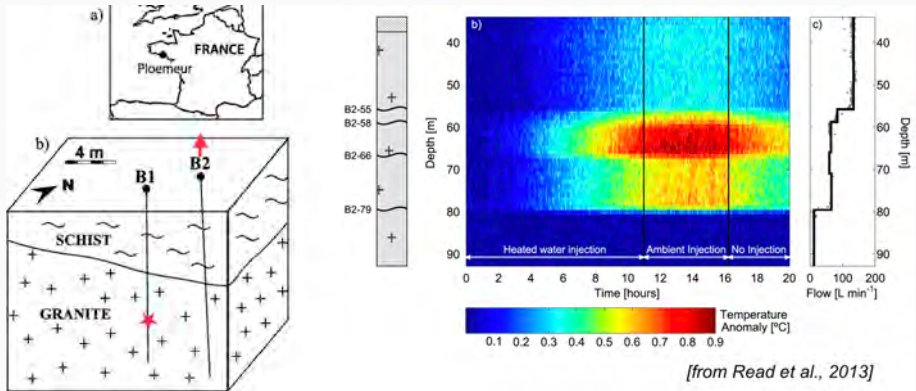 a)
FRANCE
Ploemeur
b)
4 m
N
B1
B2
SCHIST
GRANITE
B2-55
B2-58
B2-66
B2-79
b)
Depth [m]
40
50
60
70
80
90
Heated water injection
Ambient Injection
No Injection
0 2 4 6 8 10 12 14 16 18 20
Time [hours]
0.1 0.2 0.3 0.4 0.5 0.6 0.7 0.8 0.9
Temperature
Anomaly [ºC]
c)
40
50
60
70
80
90
Depth [m]
0 100 200
Flow [L min⁻¹]
[from Read et al., 2013]